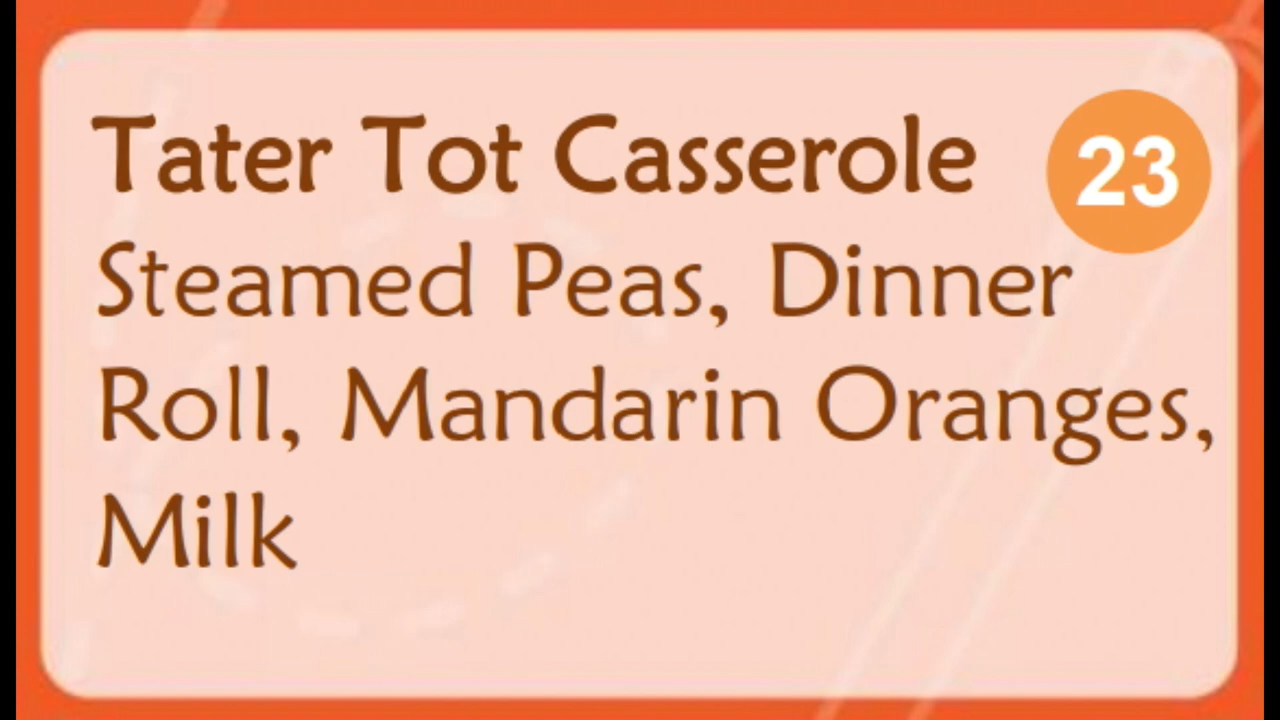 Tater Tot Casserole
23
Steamed Peas, Dinner
Roll, Mandarin Oranges,
Milk